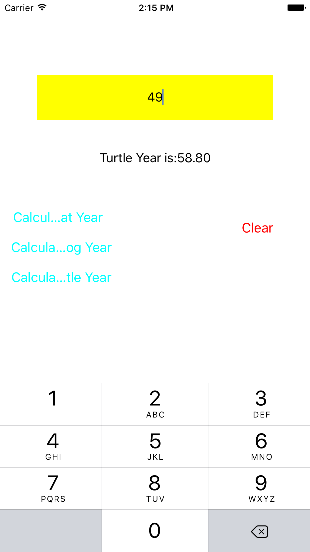 Carrier 2:15 PM
49
Turtle Year is:58.80
Calcul...at Year
Clear
Calcula...og Year
Calcula...tle Year
1 2 3
ABC DEF
4 5 6
GHI JKL MNO
7 8 9
PQRS TUV WXYZ
0